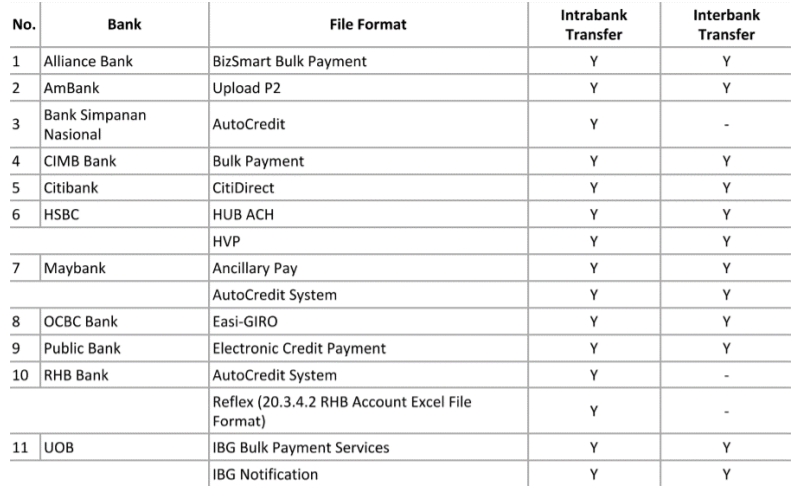 No. Bank File Format Intrabank Transfer Interbank Transfer
1 Alliance Bank BizSmart Bulk Payment Y Y
2 AmBank Upload P2 Y Y
3 Bank Simpanan Nasional AutoCredit Y -
4 CIMB Bank Bulk Payment Y Y
5 Citibank CitiDirect Y Y
6 HSBC HUB ACH Y Y
HVP Y Y
7 Maybank Ancillary Pay Y Y
AutoCredit System Y Y
8 OCBC Bank Easi-GIRO Y Y
9 Public Bank Electronic Credit Payment Y Y
10 RHB Bank AutoCredit System Y -
Reflex (20.3.4.2 RHB Account Excel File Format) Y -
11 UOB IBG Bulk Payment Services Y Y
IBG Notification Y Y